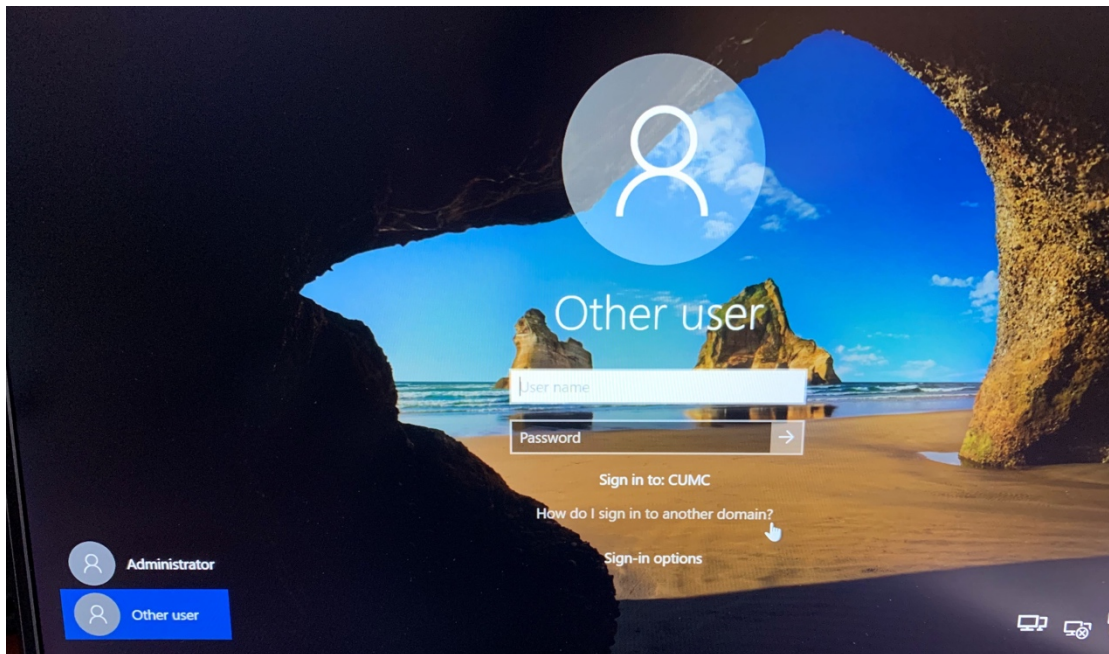 Other user
User name
Password
Sign in to: CUMC
How do I sign in to another domain?
Sign-in options
Administrator
Other user